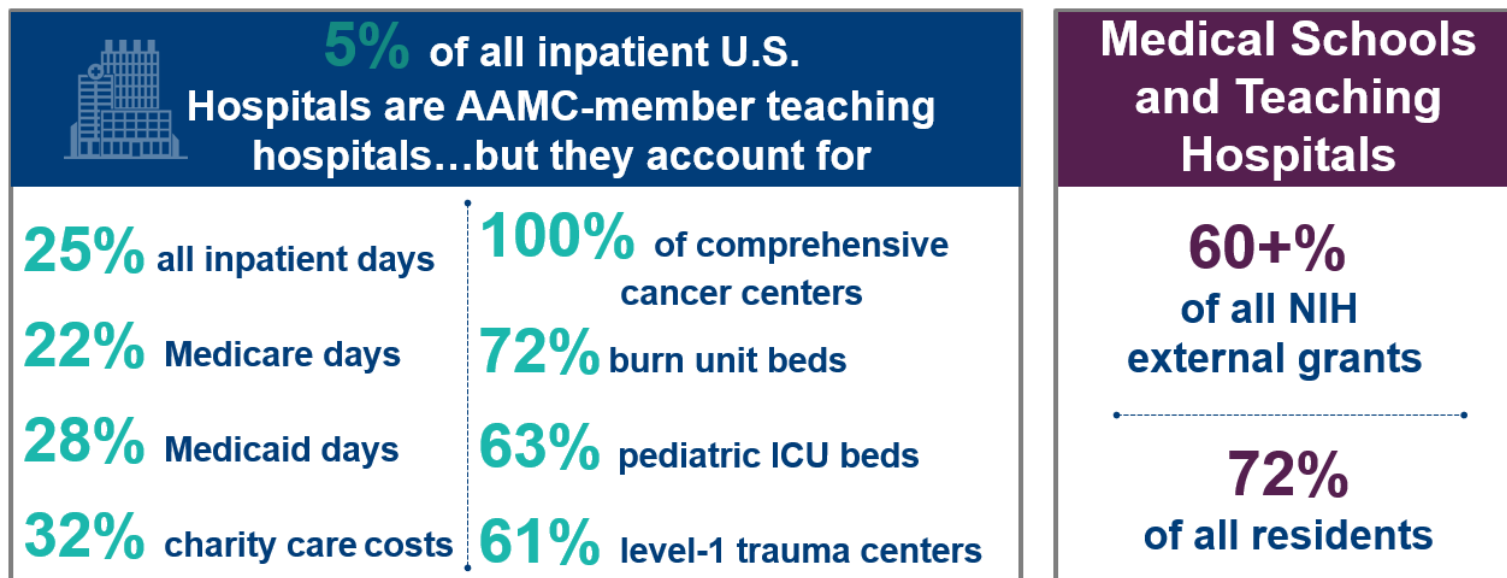 5% of all inpatient U.S.
Hospitals are AAMC-member teaching
hospitals...but they account for
25% all inpatient days
22% Medicare days
28% Medicaid days
32% charity care costs
100% of comprehensive
cancer centers
72% burn unit beds
63% pediatric ICU beds
61% level-1 trauma centers
Medical Schools
and Teaching
Hospitals
60+%
of all NIH
external grants
72%
of all residents